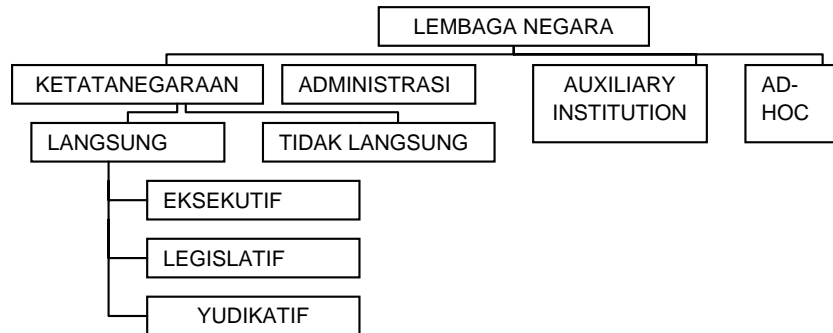 LEMBAGA NEGARA
KETATANEGARAAN
ADMINISTRASI
AUXILIARY
INSTITUTION
AD-
HOC
LANGSUNG
TIDAK LANGSUNG
EKSEKUTIF
LEGISLATIF
YUDIKATIF